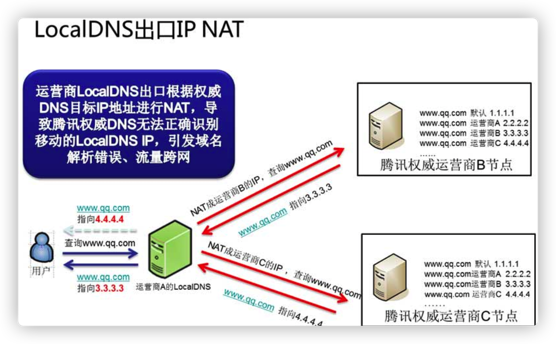 LocalDNS出口IP NAT
运营商LocalDNS出口根据权威
DNS目标IP地址进行NAT，导
致腾讯权威DNS无法正确识别
移动的LocalDNS IP，引发域名
解析错误、流量跨网
www.qq.com 默认 1.1.1.1
www.qq.com 运营商A 2.2.2.2
www.qq.com 运营商B 3.3.3.3
www.qq.com 运营商C 4.4.4.4
……
腾讯权威运营商B节点
NAT成运营商B的IP，查询www.qq.com
www.qq.com 指向3.3.3.3
www.qq.com
指向4.4.4.4
查询www.qq.com
用户
www.qq.com
指向3.3.3.3
运营商A的LocalDNS
NAT成运营商C的IP，查询www.qq.com
www.qq.com 指向4.4.4.4
www.qq.com 默认 1.1.1.1
www.qq.com运营商A 2.2.2.2
www.qq.com 运营商B 3.3.3.3
www.qq.com 运营商C 4.4.4.4
……
腾讯权威运营商C节点